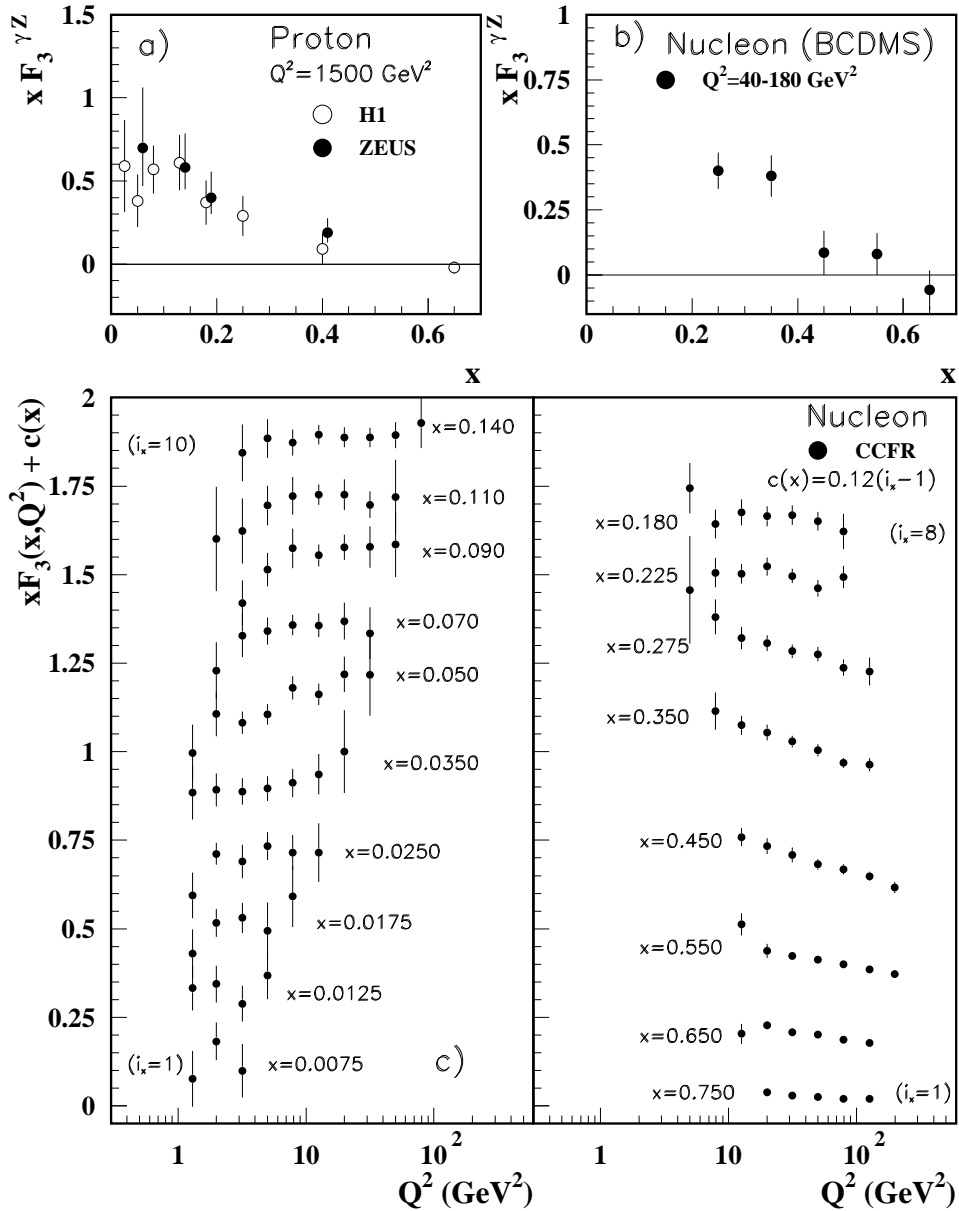 x F₃ ^γZ
1.5
1
0.5
0
a)
Proton
Q²=1500 GeV²
H1
ZEUS
0
0.2
0.4
0.6
x
x F₃ ^γZ
1
0.75
0.5
0.25
0
b)
Nucleon (BCDMS)
Q²=40-180 GeV²
0
0.2
0.4
0.6
x
xF₃(x,Q²) + c(x)
2
1.75
1.5
1.25
1
0.75
0.5
0.25
0
(iₓ=10)
x=0.140
x=0.110
x=0.090
x=0.070
x=0.050
x=0.0350
x=0.0250
x=0.0175
x=0.0125
(iₓ=1)
x=0.0075
c)
1
10
10²
Q² (GeV²)
Nucleon
CCFR
c(x)=0.12(iₓ−1)
x=0.180
(iₓ=8)
x=0.225
x=0.275
x=0.350
x=0.450
x=0.550
x=0.650
x=0.750
(iₓ=1)
1
10
10²
Q² (GeV²)